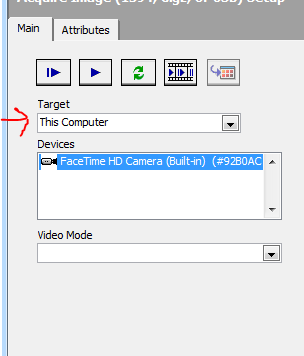 Acquire Image (1394, GigE, or USB) Setup
Main
Attributes
Target
This Computer
Devices
FaceTime HD Camera (Built-in) (#92B0AC
Video Mode